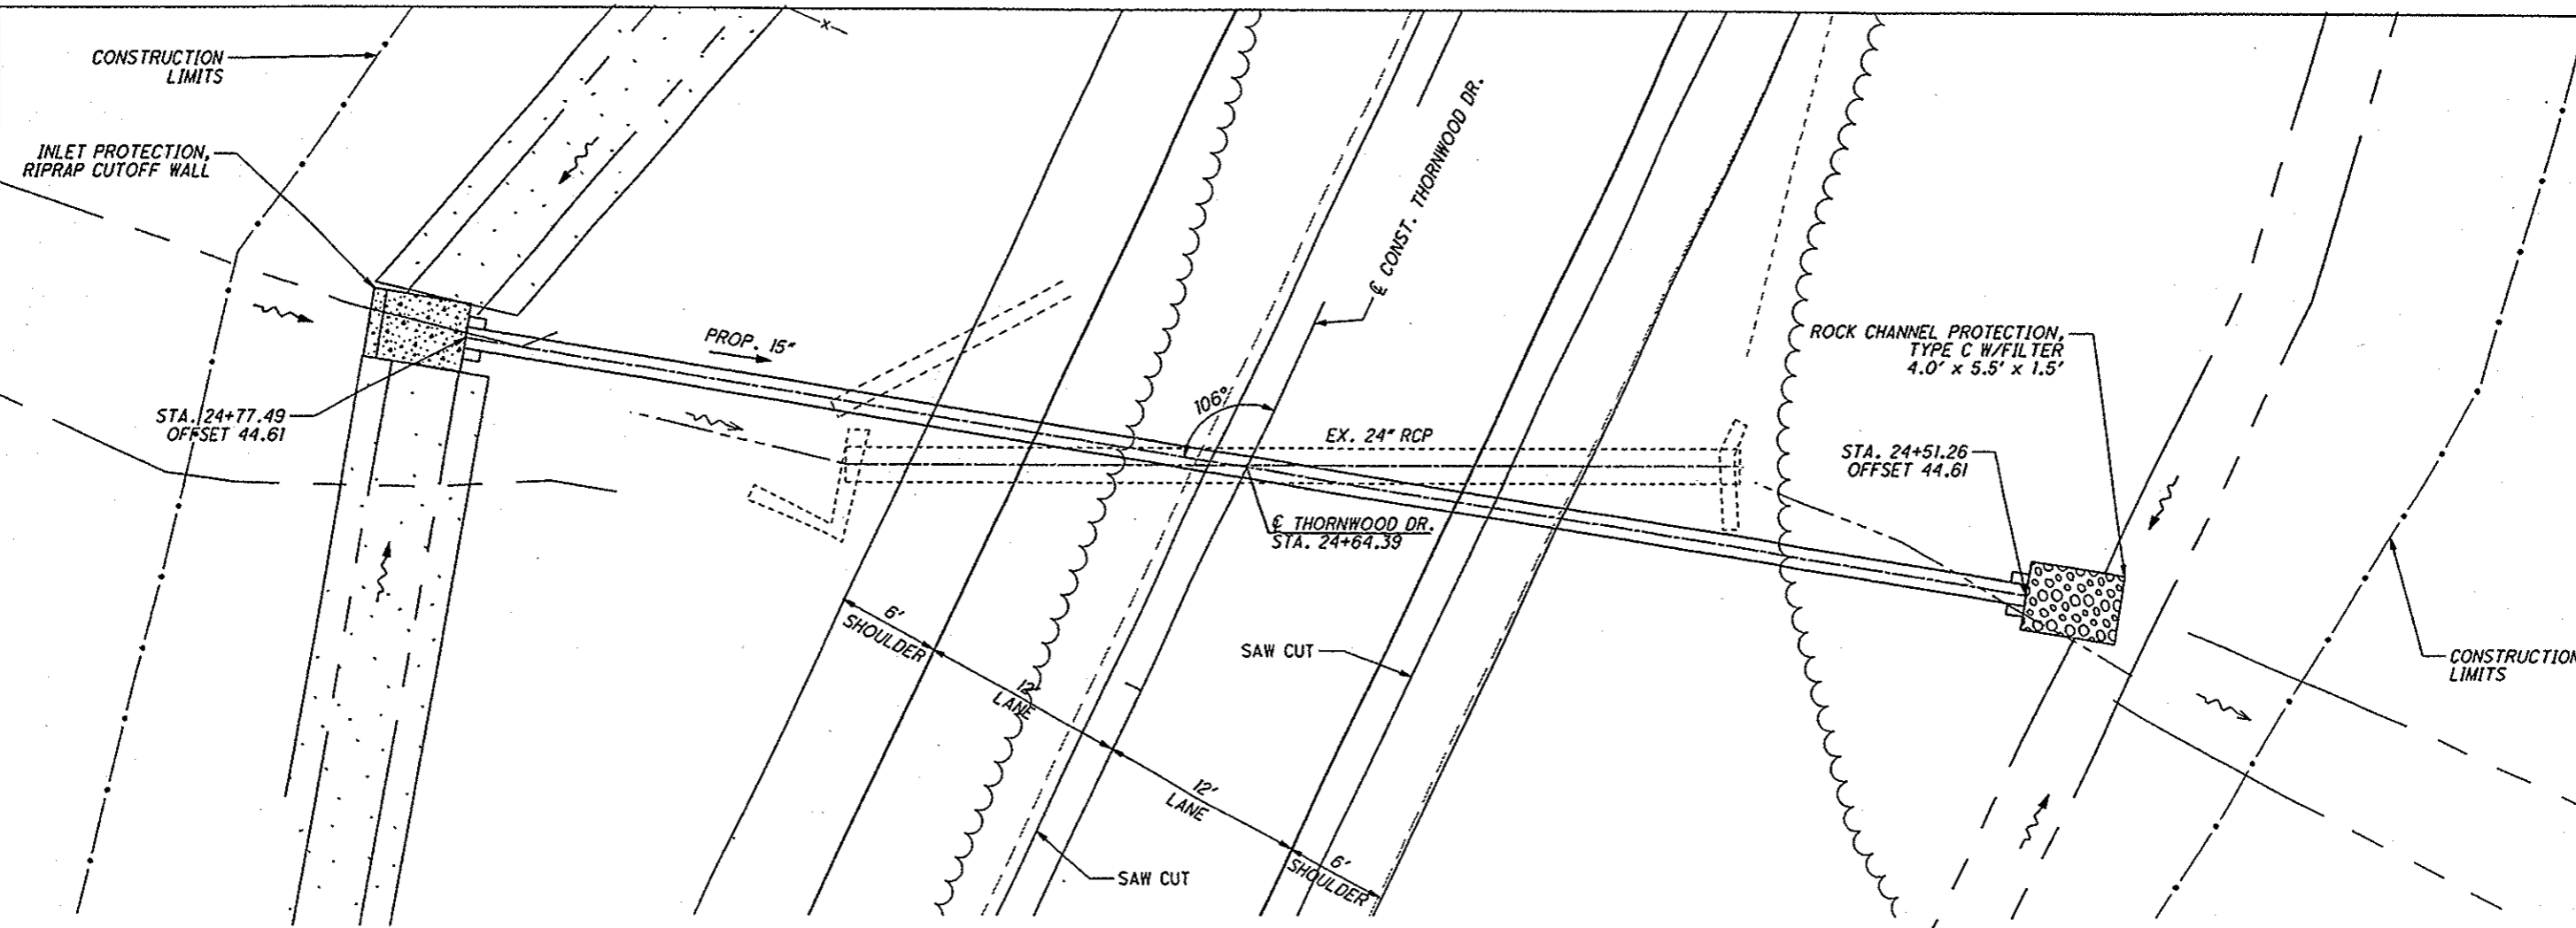 CONSTRUCTION
LIMITS
INLET PROTECTION,
RIPRAP CUTOFF WALL
STA. 24+77.49
OFFSET 44.61
PROP. 15"
106°
℄ CONST. THORNWOOD DR.
EX. 24" RCP
℄ THORNWOOD DR.
STA. 24+64.39
ROCK CHANNEL PROTECTION,
TYPE C W/FILTER
4.0' x 5.5' x 1.5'
STA. 24+51.26
OFFSET 44.61
6'
SHOULDER
12'
LANE
SAW CUT
12'
LANE
6'
SHOULDER
SAW CUT
CONSTRUCTION
LIMITS
x